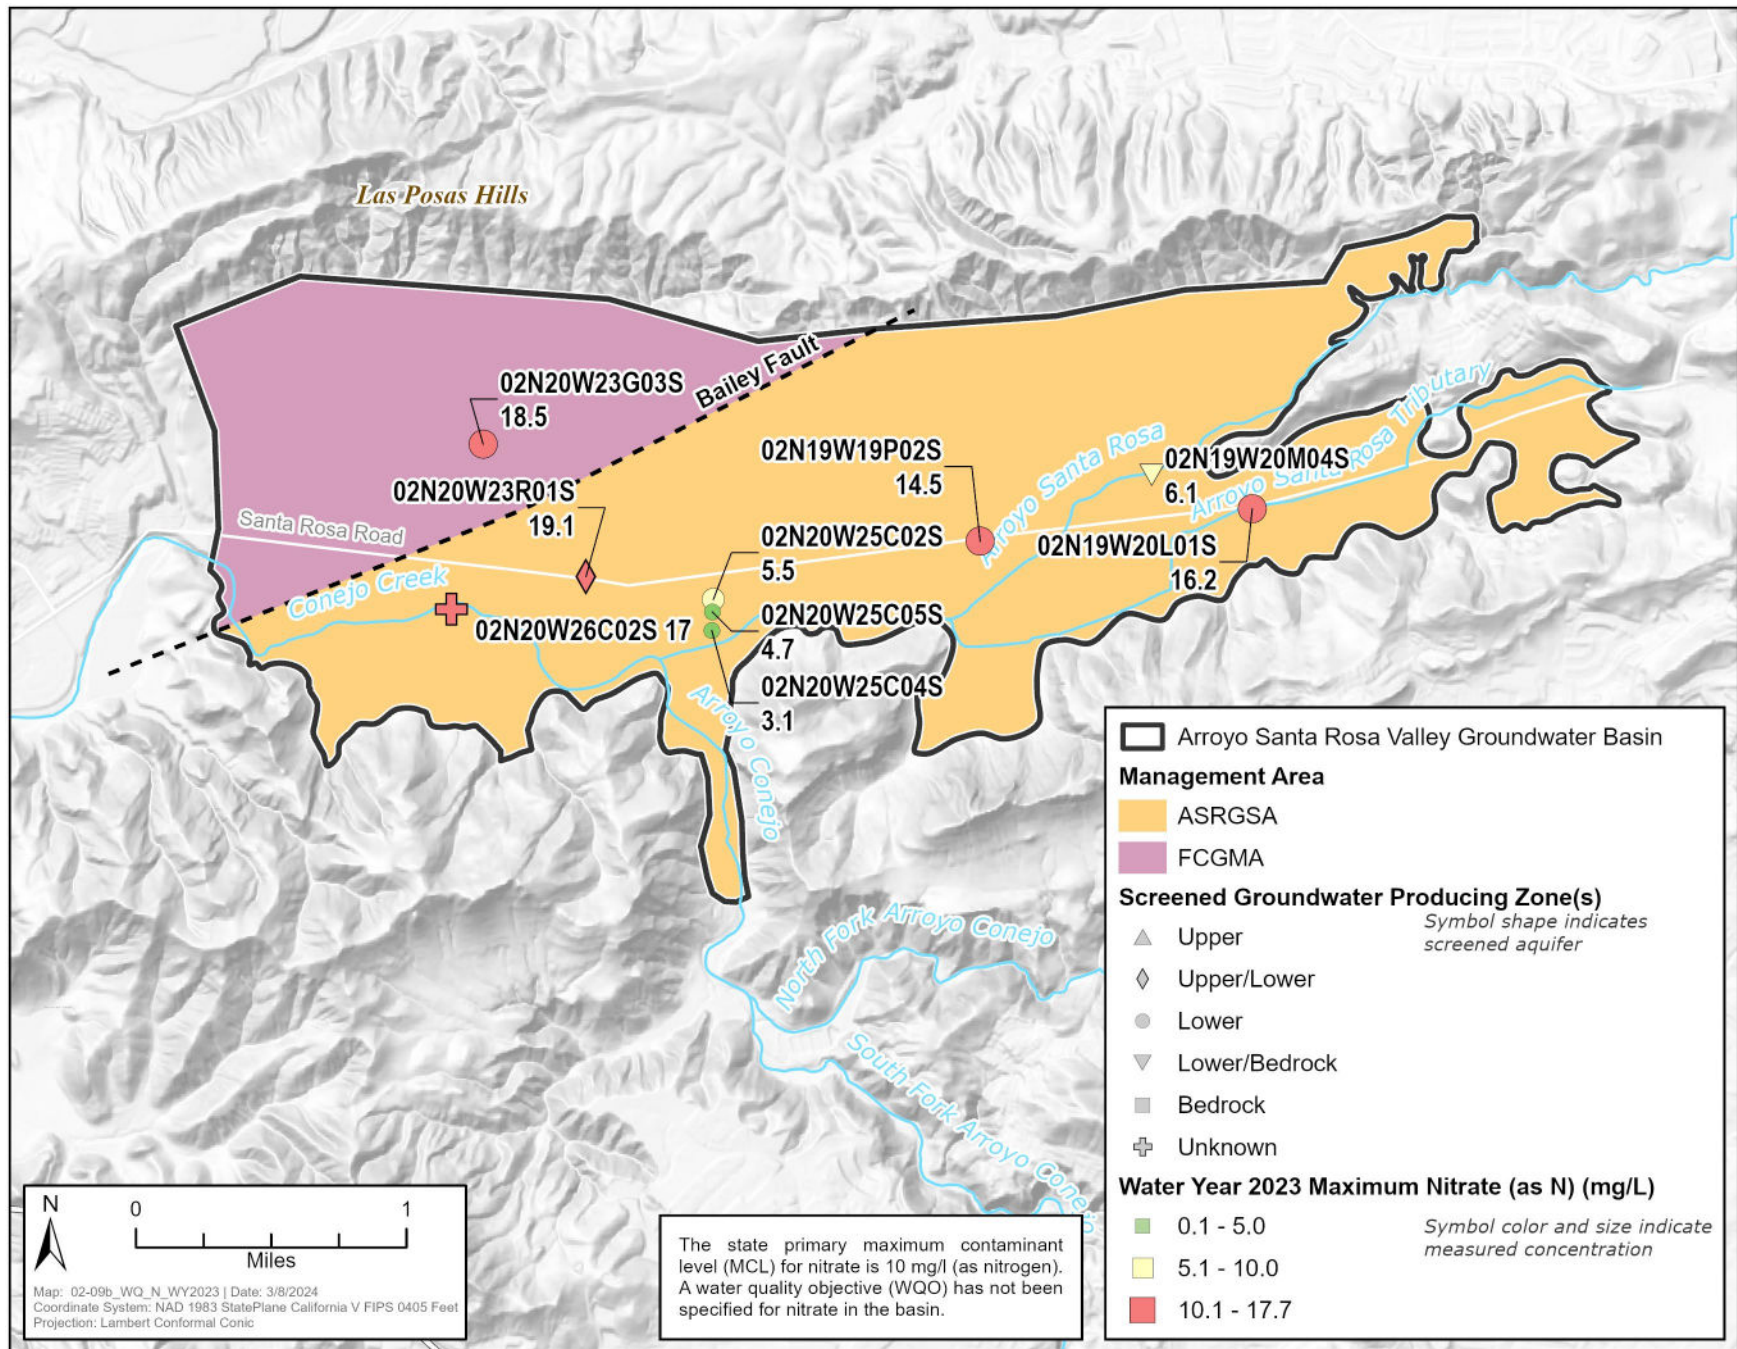 Las Posas Hills
02N20W23G03S
18.5
Bailey Fault
02N20W23R01S
19.1
02N19W19P02S
14.5
Arroyo Santa Rosa
02N19W20M04S
6.1
Arroyo Santa Rosa Tributary
Santa Rosa Road
02N20W25C02S
5.5
02N19W20L01S
16.2
Conejo Creek
02N20W26C02S 17
02N20W25C05S
4.7
02N20W25C04S
3.1
Arroyo Conejo
North Fork Arroyo Conejo
South Fork Arroyo Conejo
Arroyo Santa Rosa Valley Groundwater Basin
Management Area
ASRGSA
FCGMA
Screened Groundwater Producing Zone(s)
Symbol shape indicates
screened aquifer
Upper
Upper/Lower
Lower
Lower/Bedrock
Bedrock
Unknown
Water Year 2023 Maximum Nitrate (as N) (mg/L)
Symbol color and size indicate
measured concentration
0.1 - 5.0
5.1 - 10.0
10.1 - 17.7
N
0 1
Miles
Map: 02-09b_WQ_N_WY2023 | Date: 3/8/2024
Coordinate System: NAD 1983 StatePlane California V FIPS 0405 Feet
Projection: Lambert Conformal Conic
The state primary maximum contaminant
level (MCL) for nitrate is 10 mg/l (as nitrogen).
A water quality objective (WQO) has not been
specified for nitrate in the basin.